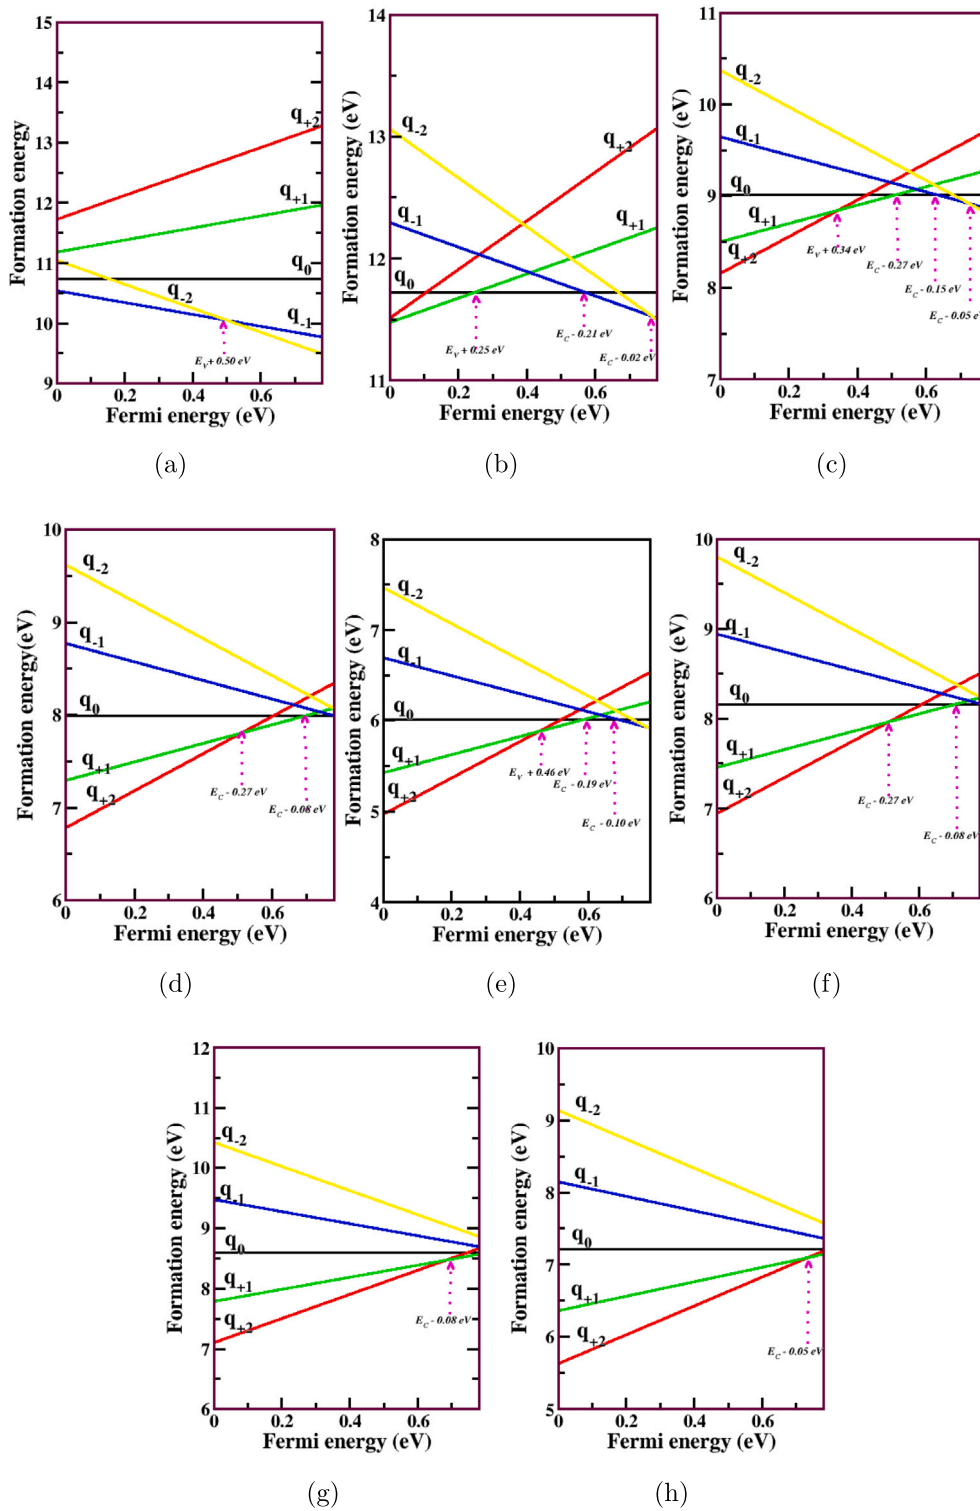 15
14
13
12
11
10
9
Formation energy
q+2
q+1
q0
q-2
q-1
EV + 0.50 eV
0 0.2 0.4 0.6
Fermi energy (eV)
(a)
14
13
12
11
Formation energy (eV)
q-2
q+2
q-1
q+1
q0
EV + 0.25 eV
EC - 0.21 eV
EC - 0.02 eV
0 0.2 0.4 0.6
Fermi energy (eV)
(b)
11
10
9
8
7
Formation energy (eV)
q-2
q-1
q0
q+1
q+2
EV + 0.34 eV
EC - 0.27 eV
EC - 0.15 eV
EC - 0.05 eV
0 0.2 0.4 0.6
Fermi energy (eV)
(c)
10
9
8
7
6
Formation energy(eV)
q-2
q-1
q0
q+1
q+2
EC - 0.27 eV
EC - 0.08 eV
0 0.2 0.4 0.6
Fermi energy (eV)
(d)
8
7
6
5
4
Formation energy (eV)
q-2
q-1
q0
q+1
q+2
EV + 0.46 eV
EC - 0.19 eV
EC - 0.10 eV
0 0.2 0.4 0.6
Fermi energy (eV)
(e)
10
9
8
7
6
Formation energy (eV)
q-2
q-1
q0
q+1
q+2
EC - 0.27 eV
EC - 0.08 eV
0 0.2 0.4 0.6
Fermi energy (eV)
(f)
12
11
10
9
8
7
6
Formation energy (eV)
q-2
q-1
q0
q+1
q+2
EC - 0.08 eV
0 0.2 0.4 0.6
Fermi energy (eV)
(g)
10
9
8
7
6
5
Formation energy (eV)
q-2
q-1
q0
q+1
q+2
EC - 0.05 eV
0 0.2 0.4 0.6
Fermi energy (eV)
(h)